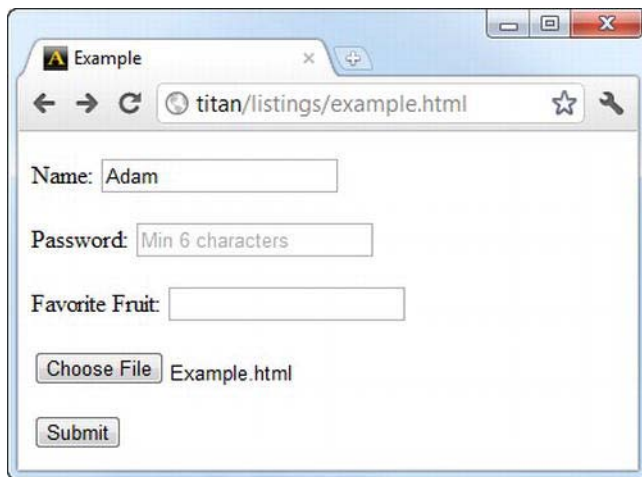 Example
titan/listings/example.html
Name: Adam
Password: Min 6 characters
Favorite Fruit:
Choose File Example.html
Submit